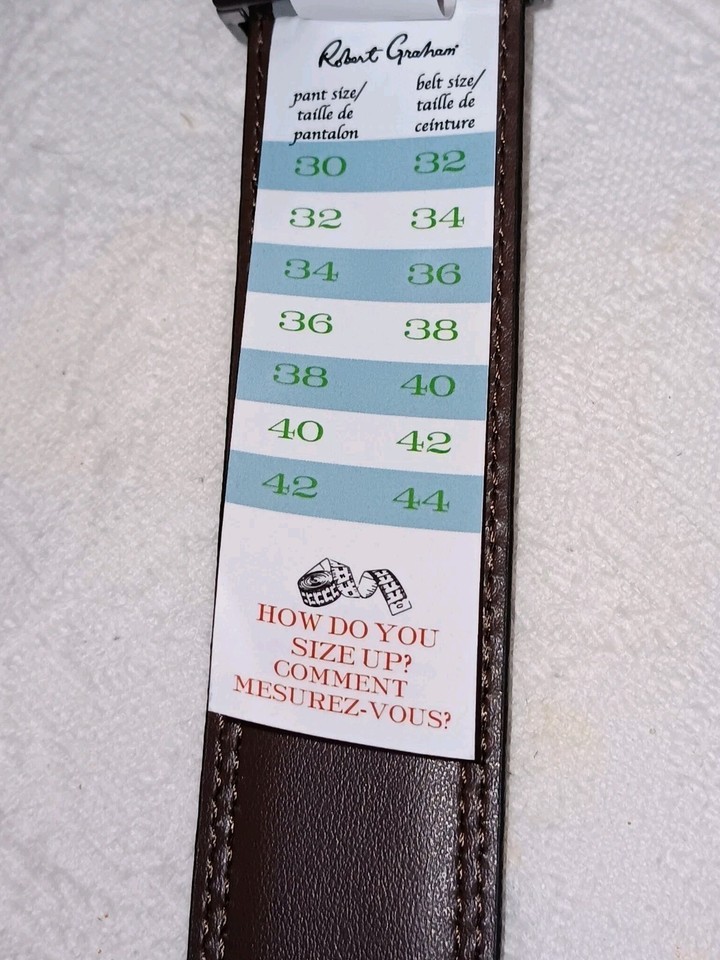 Robert Graham
pant size/
taille de
pantalon
belt size/
taille de
ceinture
30 32
32 34
34 36
36 38
38 40
40 42
42 44
HOW DO YOU
SIZE UP?
COMMENT
MESUREZ-VOUS?